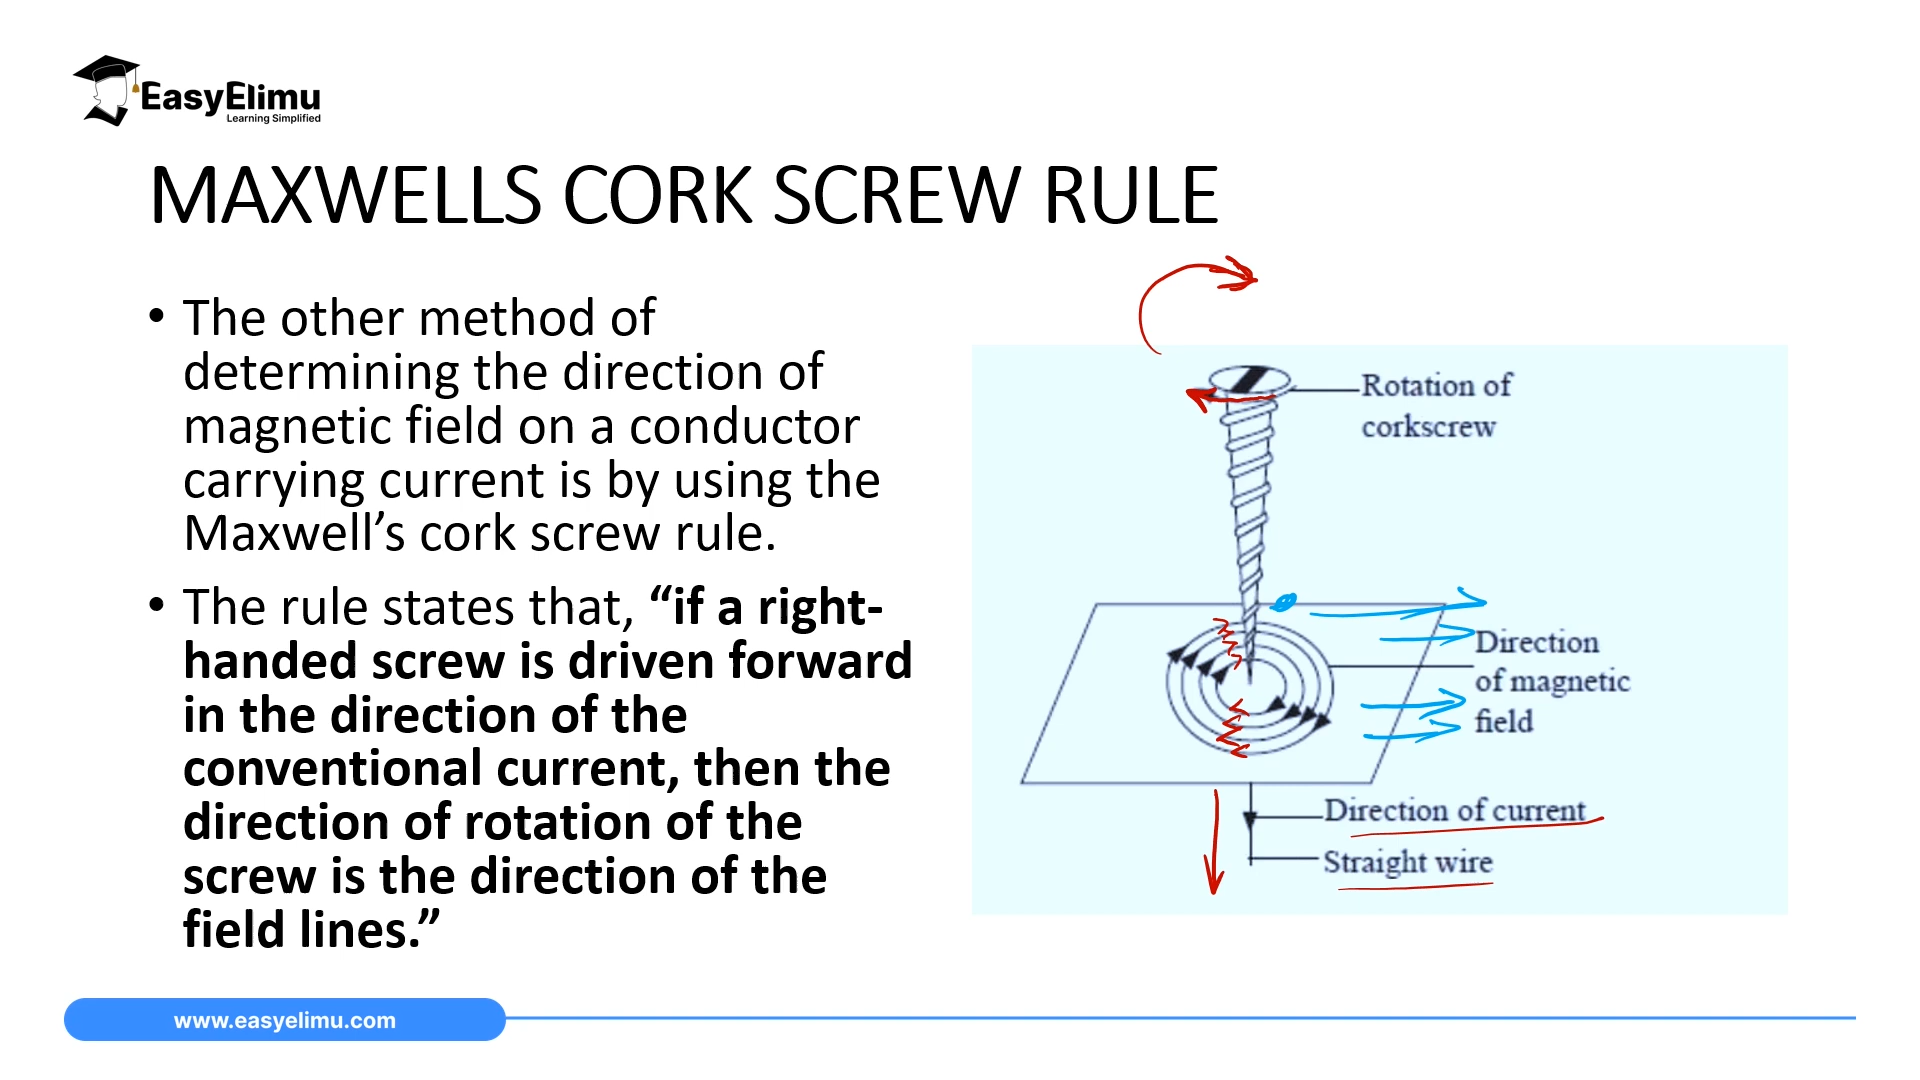 EasyElimu
Learning Simplified
MAXWELLS CORK SCREW RULE
• The other method of
determining the direction of
magnetic field on a conductor
carrying current is by using the
Maxwell’s cork screw rule.
• The rule states that, “if a right-
handed screw is driven forward
in the direction of the
conventional current, then the
direction of rotation of the
screw is the direction of the
field lines.”
Rotation of
corkscrew
Direction
of magnetic
field
Direction of current
Straight wire
www.easyelimu.com